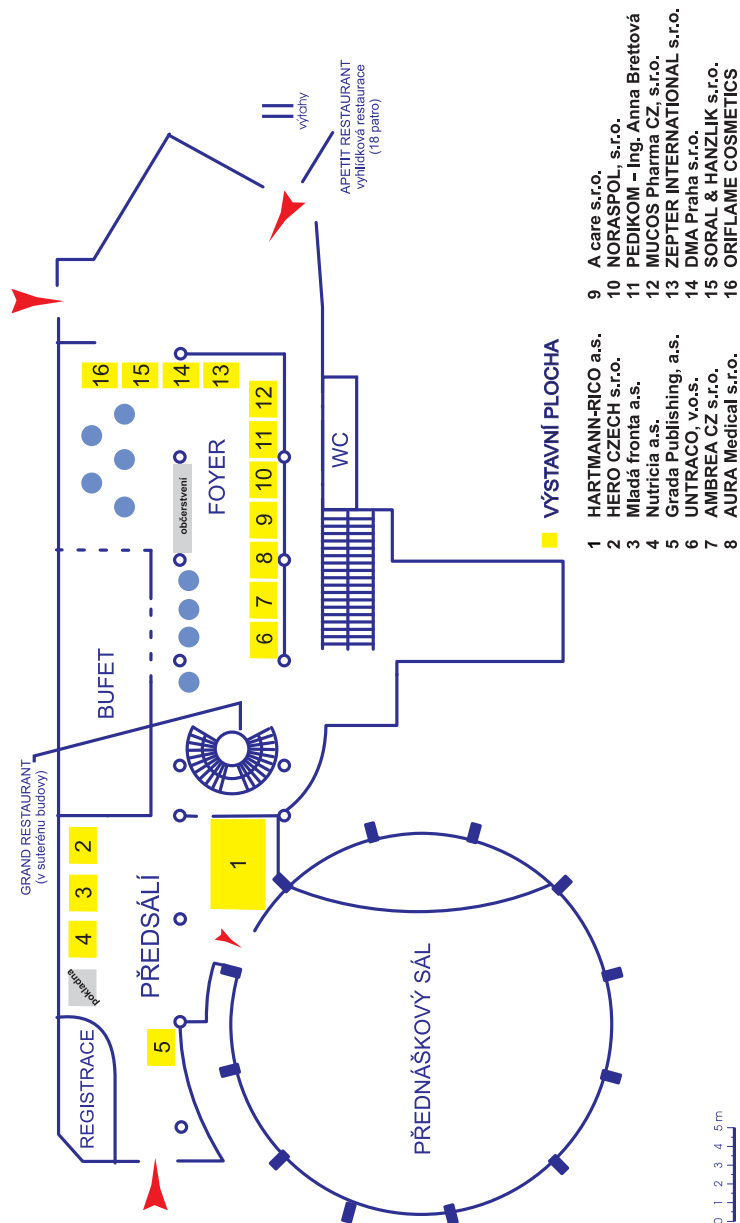 GRAND RESTAURANT
(v suterénu budovy)
REGISTRACE
pokladna
4
3
2
BUFET
16
15
14
13
občerstvení
PŘEDSÁLÍ
5
1
FOYER
6
7
8
9
10
11
12
WC
výtahy
APETIT RESTAURANT
vyhlídková restaurace
(18 patro)
PŘEDNÁŠKOVÝ SÁL
VÝSTAVNÍ PLOCHA
1 HARTMANN-RICO a.s.
2 HERO CZECH s.r.o.
3 Mladá fronta a.s.
4 Nutricia a.s.
5 Grada Publishing, a.s.
6 UNTRACO, v.o.s.
7 AMBREA CZ s.r.o.
8 AURA Medical s.r.o.
9 A care s.r.o.
10 NORASPOL, s.r.o.
11 PEDIKOM – Ing. Anna Brettová
12 MUCOS Pharma CZ, s.r.o.
13 ZEPTER INTERNATIONAL s.r.o.
14 DMA Praha s.r.o.
15 SORAL & HANZLIK s.r.o.
16 ORIFLAME COSMETICS
0 1 2 3 4 5 m